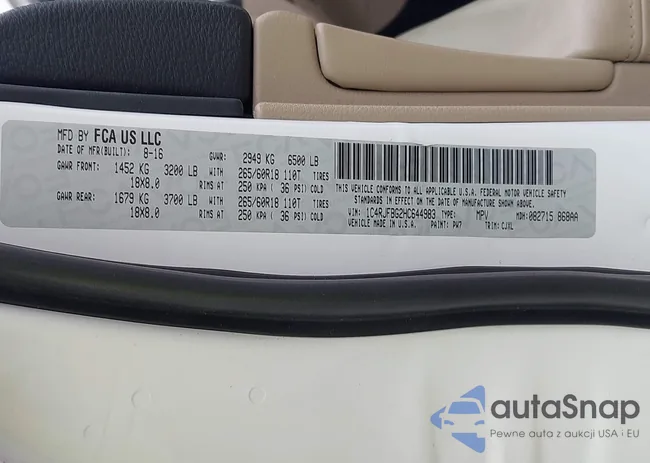 MFD BY FCA US LLC
DATE OF MFR(BUILT): 8-16 GVWR: 2949 KG 6500 LB
GAWR FRONT: 1452 KG 3200 LB WITH 265/60R18 110T TIRES
18X8.0 RIMS AT 250 KPA ( 36 PSI) COLD
GAWR REAR: 1679 KG 3700 LB WITH 265/60R18 110T TIRES
18X8.0 RIMS AT 250 KPA ( 36 PSI) COLD
THIS VEHICLE CONFORMS TO ALL APPLICABLE U.S.A. FEDERAL MOTOR VEHICLE SAFETY
STANDARDS IN EFFECT ON THE DATE OF MANUFACTURE SHOWN ABOVE.
VIN: 1C4RJFBG2HC644983 TYPE: MPV MDH: 082715 868AA
VEHICLE MADE IN U.S.A. PAINT: PW7 TRIM: CJXL
autaSnap
Pewne auta z aukcji USA i EU